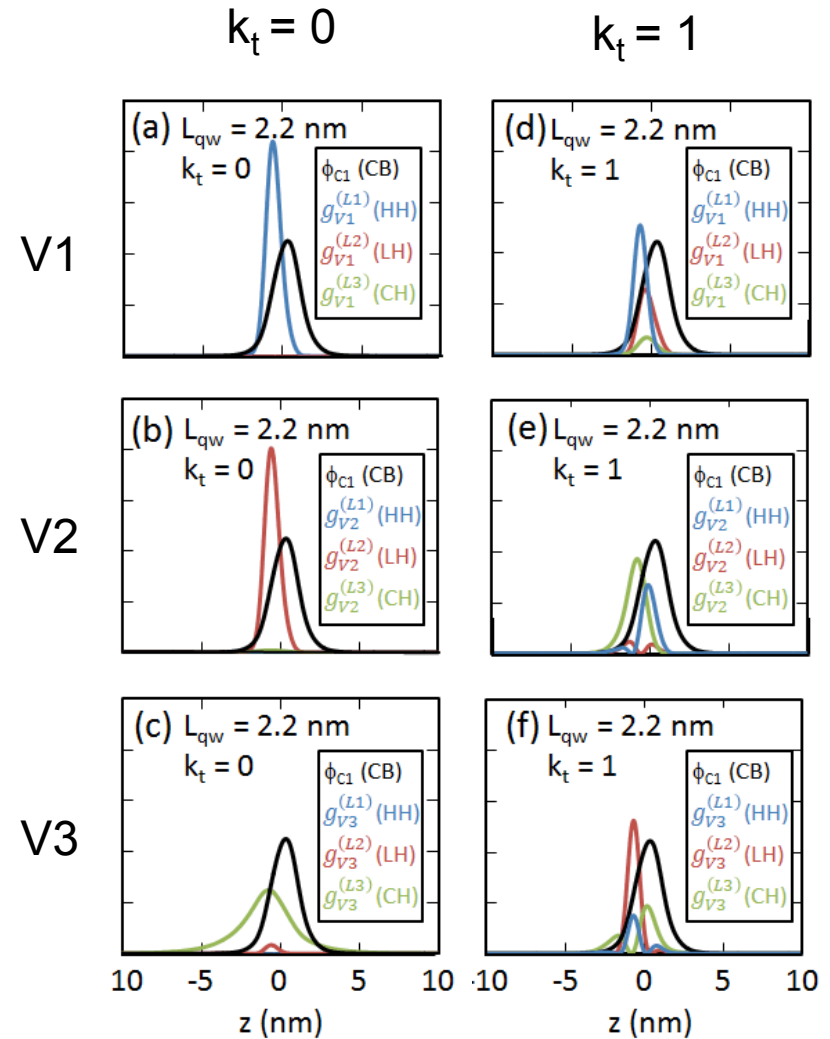 k_t = 0
k_t = 1
V1
(a) L_qw = 2.2 nm
k_t = 0
ϕ_C1 (CB)
g_V1^(L1) (HH)
g_V1^(L2) (LH)
g_V1^(L3) (CH)
(d) L_qw = 2.2 nm
k_t = 1
ϕ_C1 (CB)
g_V1^(L1) (HH)
g_V1^(L2) (LH)
g_V1^(L3) (CH)
V2
(b) L_qw = 2.2 nm
k_t = 0
ϕ_C1 (CB)
g_V2^(L1) (HH)
g_V2^(L2) (LH)
g_V2^(L3) (CH)
(e) L_qw = 2.2 nm
k_t = 1
ϕ_C1 (CB)
g_V2^(L1) (HH)
g_V2^(L2) (LH)
g_V2^(L3) (CH)
V3
(c) L_qw = 2.2 nm
k_t = 0
ϕ_C1 (CB)
g_V3^(L1) (HH)
g_V3^(L2) (LH)
g_V3^(L3) (CH)
(f) L_qw = 2.2 nm
k_t = 1
ϕ_C1 (CB)
g_V3^(L1) (HH)
g_V3^(L2) (LH)
g_V3^(L3) (CH)
10 -5 0 5 10
-10 -5 0 5 10
z (nm)
z (nm)